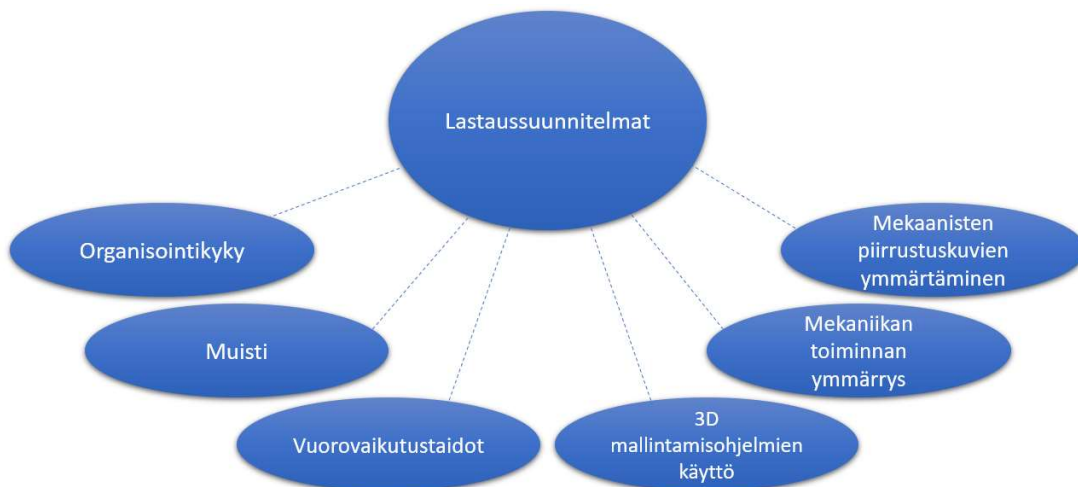 Lastaussuunnitelmat
Organisointikyky
Muisti
Vuorovaikutustaidot
3D
mallintamisohjelmien
käyttö
Mekaniikan
toiminnan
ymmärrys
Mekaanisten
piirrustuskuvien
ymmärtäminen